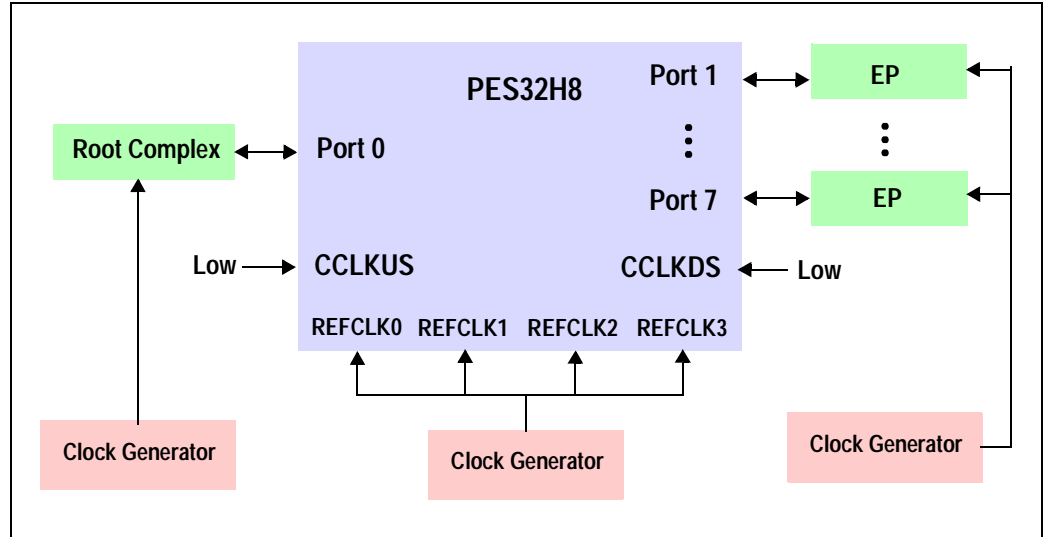 PES32H8
Port 1
EP
Root Complex
Port 0
Port 7
EP
Low
CCLKUS
CCLKDS
Low
REFCLK0
REFCLK1
REFCLK2
REFCLK3
Clock Generator
Clock Generator
Clock Generator